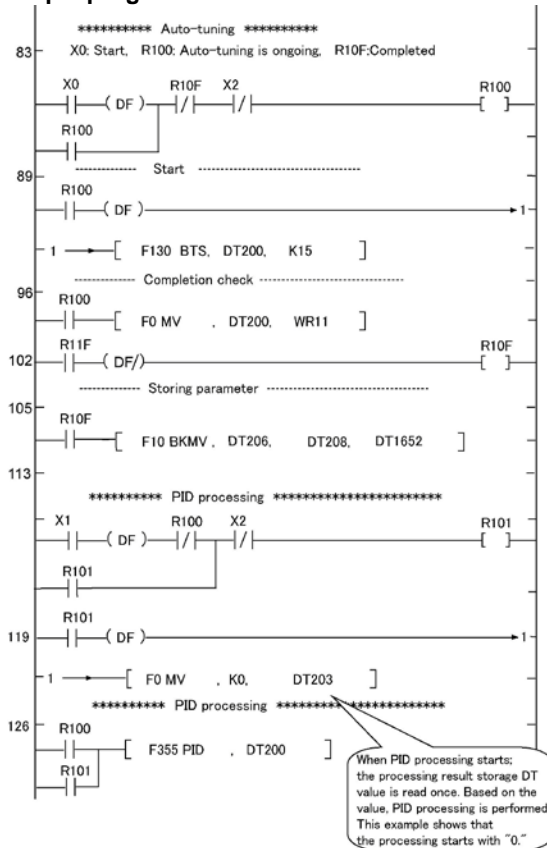 ********** Auto-tuning **********
83 X0: Start, R100: Auto-tuning is ongoing, R10F:Completed
X0 R10F X2 R100
( DF )
R100
---------- Start ----------
89
R100
( DF ) 1
1 [ F130 BTS, DT200, K15 ]
---------- Completion check ----------
96
R100
[ F0 MV , DT200, WR11 ]
R11F R10F
102 ( DF/)
---------- Storing parameter ----------
105
R10F
[ F10 BKMV , DT206, DT208, DT1652 ]
113
********** PID processing **********************
X1 R100 X2 R101
( DF )
R101
R101
119 ( DF ) 1
1 [ F0 MV , K0, DT203 ]
********** PID processing **********************
126
R100
[ F355 PID , DT200 ]
R101
When PID processing starts;
the processing result storage DT
value is read once. Based on the
value, PID processing is performed
This example shows that
the processing starts with "0."